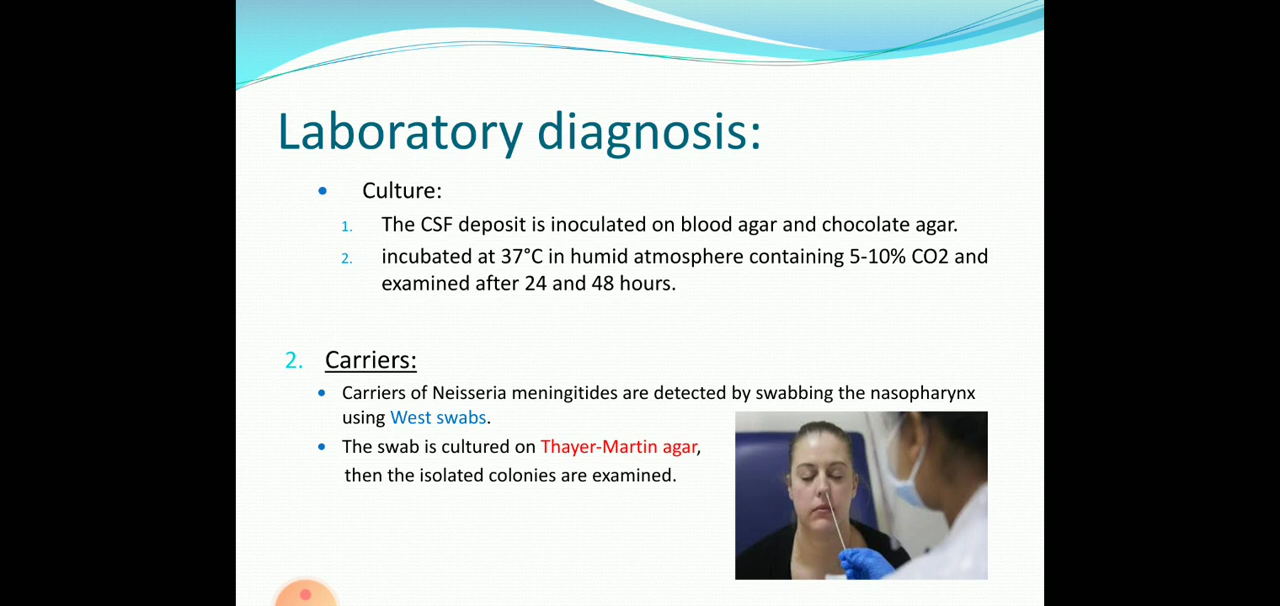 Laboratory diagnosis:
• Culture:
1. The CSF deposit is inoculated on blood agar and chocolate agar.
2. incubated at 37°C in humid atmosphere containing 5-10% CO2 and
examined after 24 and 48 hours.
2. Carriers:
• Carriers of Neisseria meningitides are detected by swabbing the nasopharynx
using West swabs.
• The swab is cultured on Thayer-Martin agar,
then the isolated colonies are examined.